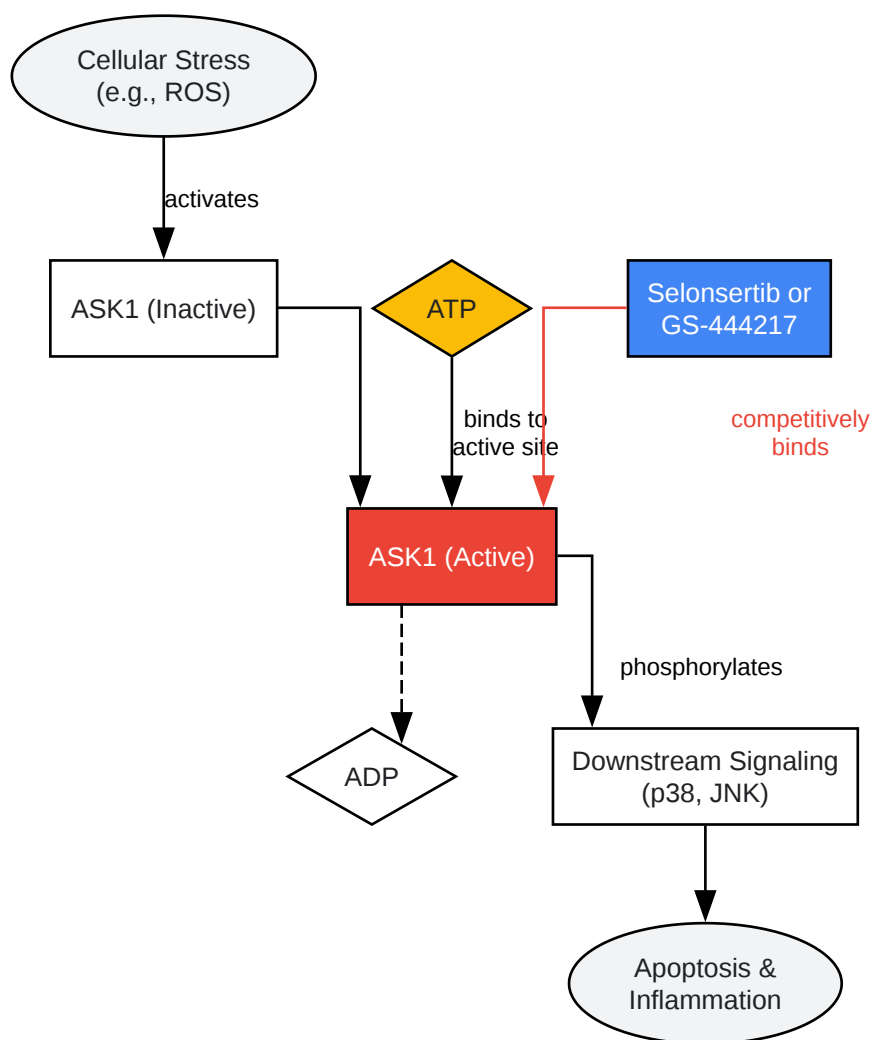 Cellular Stress
(e.g., ROS)
activates
ASK1 (Inactive)
ATP
Selonsertib or
GS-444217
binds to
active site
competitively
binds
ASK1 (Active)
phosphorylates
ADP
Downstream Signaling
(p38, JNK)
Apoptosis &
Inflammation